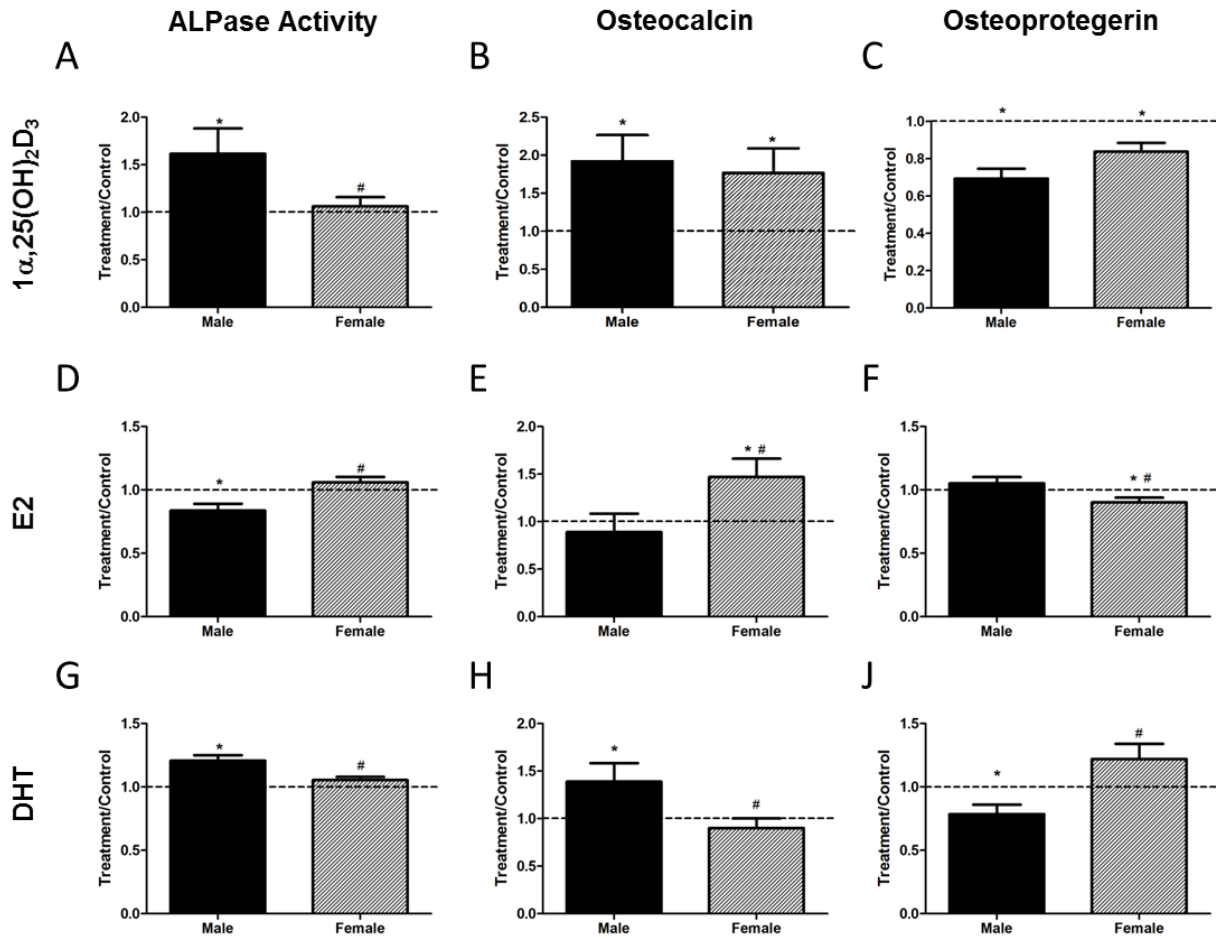 ALPase Activity Osteocalcin Osteoprotegerin
A B C
1α,25(OH)₂D₃
Treatment/Control
2.0
1.5
1.0
0.5
0.0
*
#
Male Female
Treatment/Control
2.5
2.0
1.5
1.0
0.5
0.0
*
*
Male Female
Treatment/Control
1.0
0.8
0.6
0.4
0.2
0.0
*
*
Male Female
D E F
E2
Treatment/Control
1.5
1.0
0.5
0.0
*
#
Male Female
Treatment/Control
2.0
1.5
1.0
0.5
0.0
* #
Male Female
Treatment/Control
1.5
1.0
0.5
0.0
* #
Male Female
G H J
DHT
Treatment/Control
1.5
1.0
0.5
0.0
*
#
Male Female
Treatment/Control
2.0
1.5
1.0
0.5
0.0
*
#
Male Female
Treatment/Control
1.5
1.0
0.5
0.0
*
#
Male Female